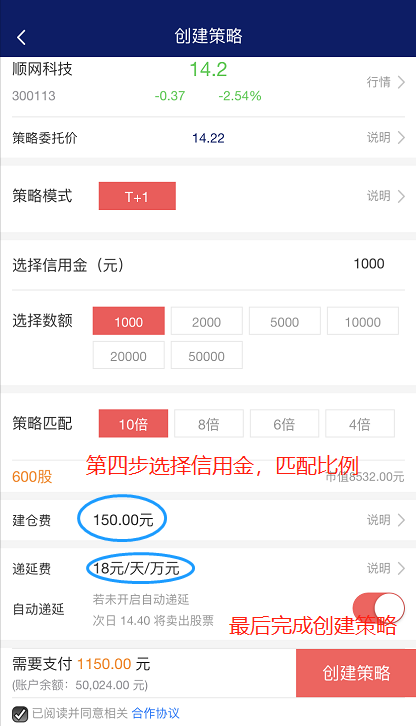 创建策略
顺网科技 14.2 行情
300113 -0.37 -2.54%
策略委托价 14.22 说明
策略模式 T+1 说明
选择信用金（元） 1000
选择数额 1000 2000 5000 10000
20000 50000
策略匹配 10倍 8倍 6倍 4倍
第四步选择信用金，匹配比例
600股 市值8532.00元
建仓费 150.00元 说明
递延费 18元/天/万元 说明
自动递延 若未开启自动递延
次日 14.40 将卖出股票
最后完成创建策略
需要支付 1150.00 元 创建策略
(账户余额：50,024.00 元)
已阅读并同意相关 合作协议